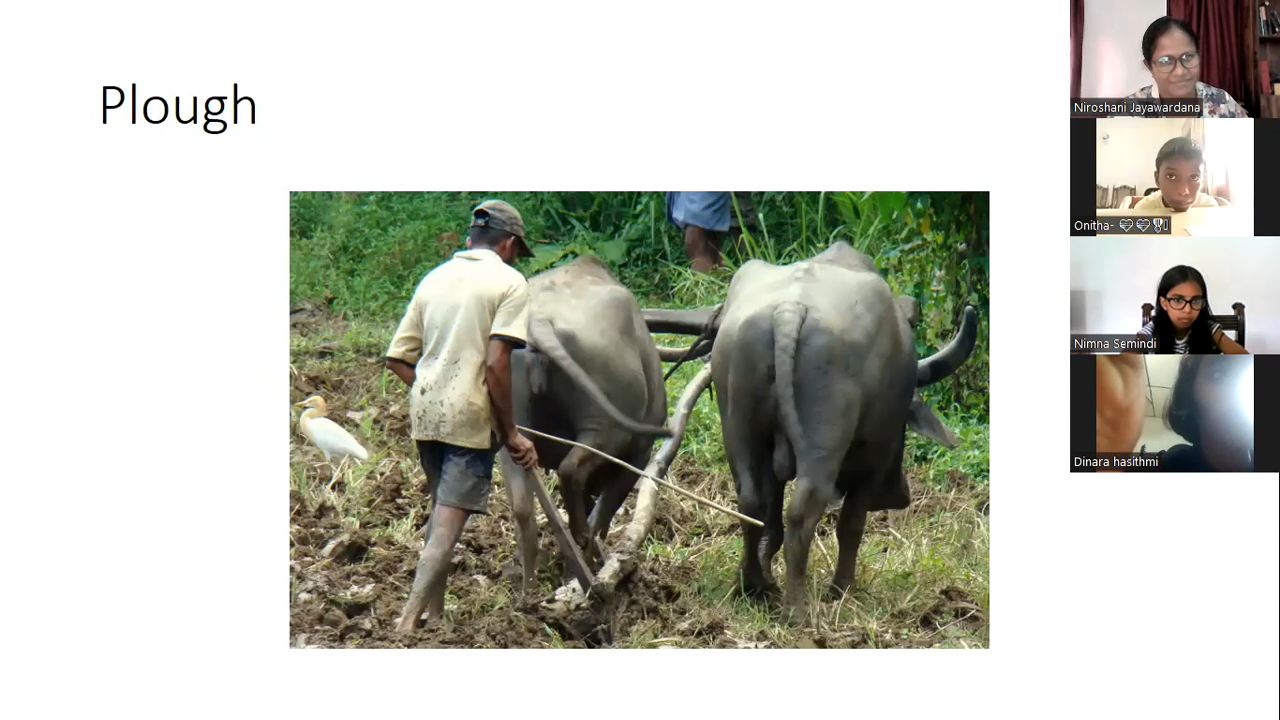 Plough
Niroshani Jayawardana
Onitha-
Nimna Semindi
Dinara hasithmi